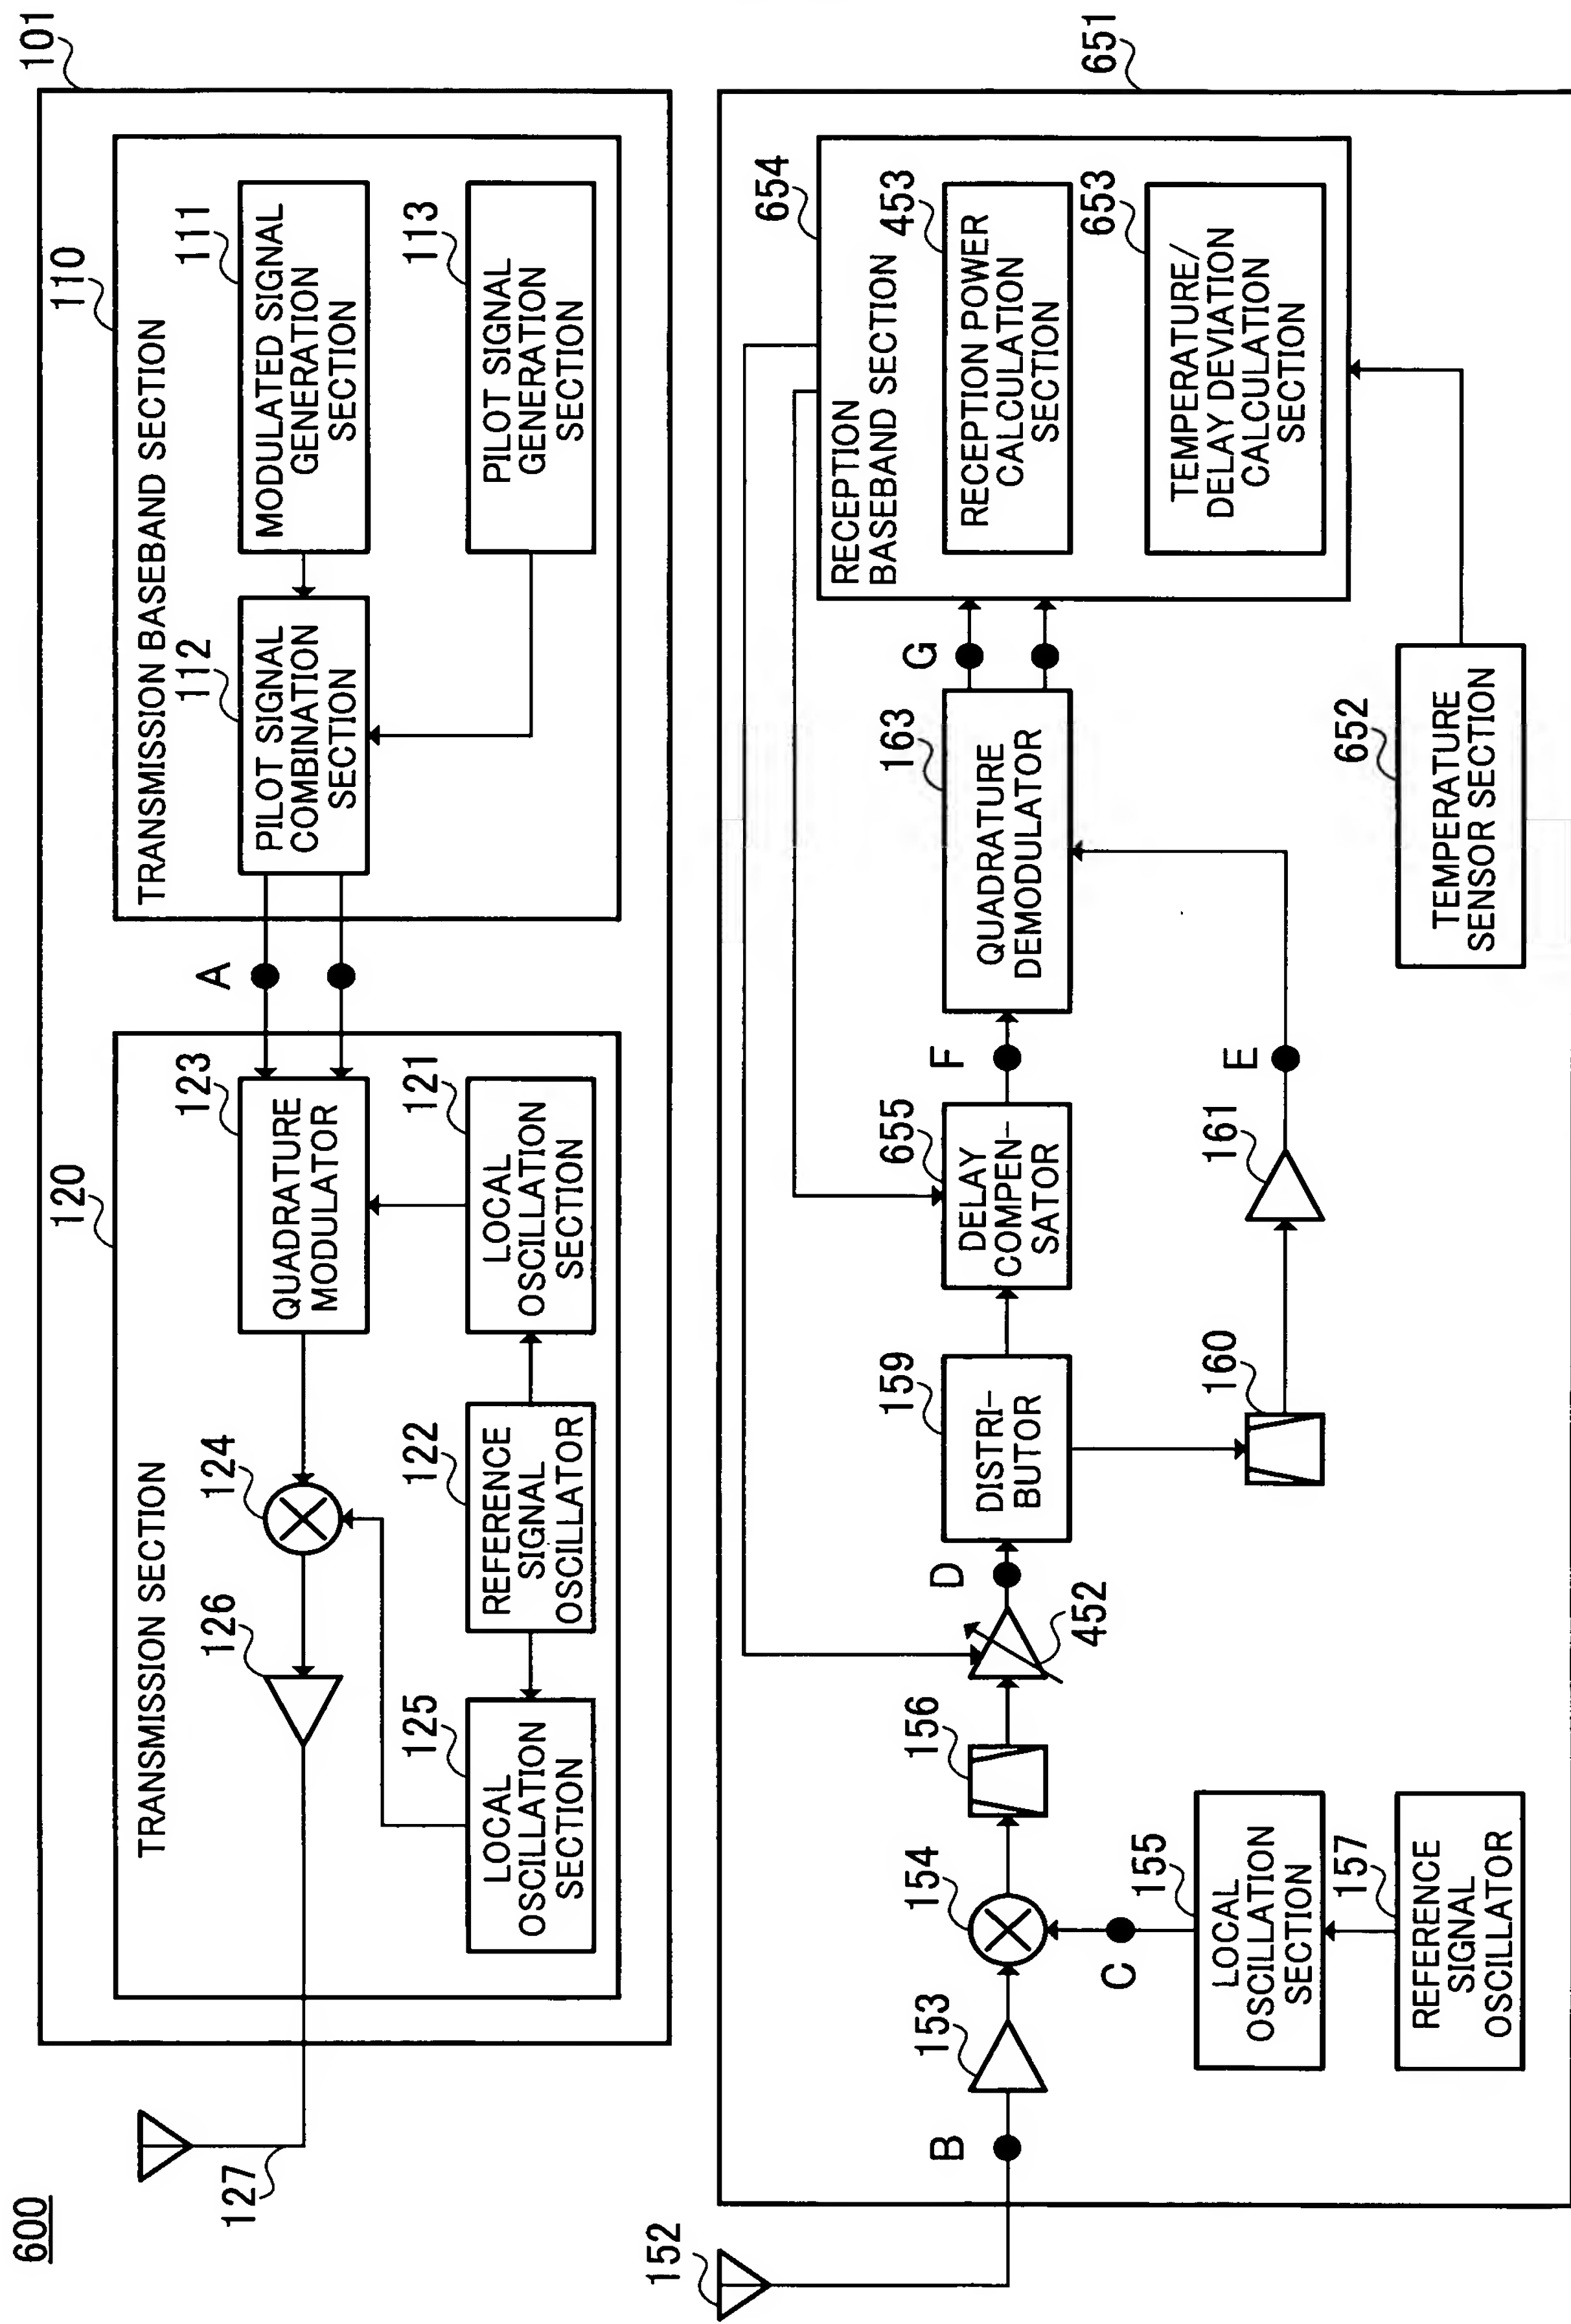 600
101
110
TRANSMISSION BASEBAND SECTION
111
MODULATED SIGNAL
GENERATION
SECTION
112
PILOT SIGNAL
COMBINATION
SECTION
113
PILOT SIGNAL
GENERATION
SECTION
A
120
TRANSMISSION SECTION
123
QUADRATURE
MODULATOR
121
LOCAL
OSCILLATION
SECTION
122
REFERENCE
SIGNAL
OSCILLATOR
124
125
LOCAL
OSCILLATION
SECTION
126
127
651
152
B
153
154
C
155
LOCAL
OSCILLATION
SECTION
157
REFERENCE
SIGNAL
OSCILLATOR
156
452
D
159
DISTRI-
BUTOR
160
161
E
655
DELAY
COMPEN-
SATOR
F
163
QUADRATURE
DEMODULATOR
G
654
RECEPTION
BASEBAND SECTION
453
RECEPTION POWER
CALCULATION
SECTION
653
TEMPERATURE/
DELAY DEVIATION
CALCULATION
SECTION
652
TEMPERATURE
SENSOR SECTION